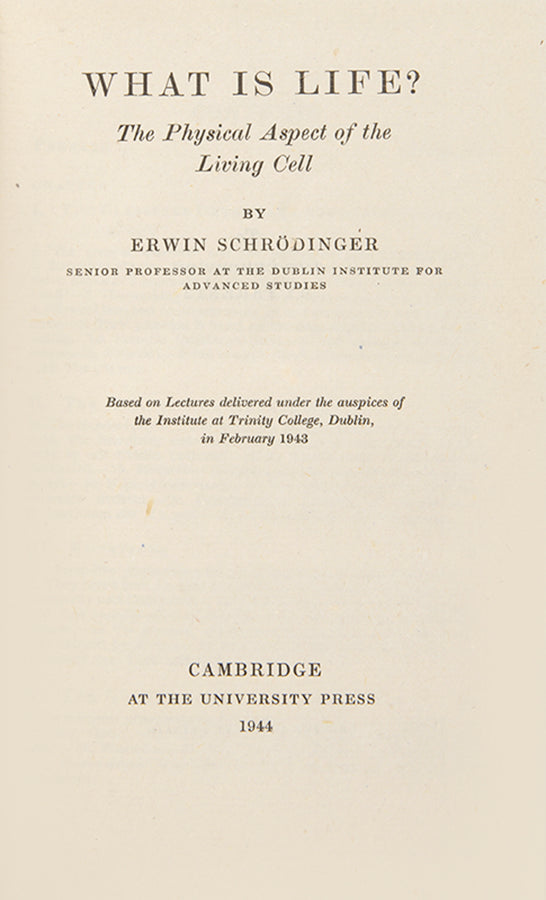 WHAT IS LIFE?
The Physical Aspect of the
Living Cell
BY
ERWIN SCHRÖDINGER
SENIOR PROFESSOR AT THE DUBLIN INSTITUTE FOR
ADVANCED STUDIES
Based on Lectures delivered under the auspices of
the Institute at Trinity College, Dublin,
in February 1943
CAMBRIDGE
AT THE UNIVERSITY PRESS
1944